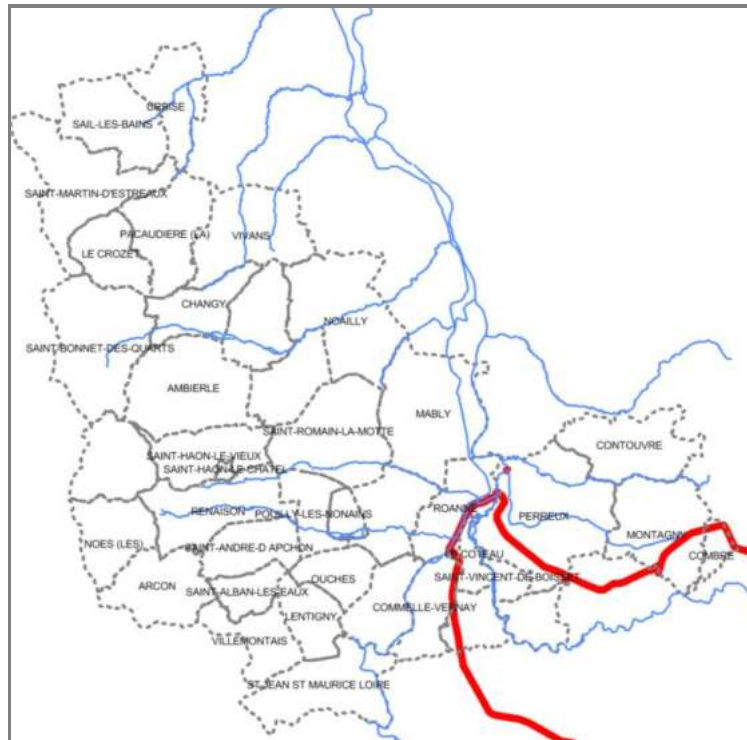 URBISE
SAIL-LES-BAINS
SAINT-MARTIN-D'ESTREAUX
PACAUDIERE (LA)
VIVANS
LE CROZET
CHANGY
NOAILLY
SAINT-BONNET-DES-QUARTS
AMBIERLE
MABLY
SAINT-ROMAIN-LA-MOTTE
CONTOUVRE
SAINT-HAON-LE-VIEUX
SAINT-HAON-LE-CHATEL
RENAISON
POUILLY-LES-NONAINS
ROANNE
PERREUX
MONTAGNY
NOES (LES)
SAINT-ANDRE-D APCHON
LE COTEAU
COMBRE
ARCON
OUCHES
SAINT-VINCENT-DE-BOISSET
SAINT-ALBAN-LES-EAUX
COMMELLE-VERNAY
LENTIGNY
VILLEMONTAIS
ST JEAN ST MAURICE LOIRE